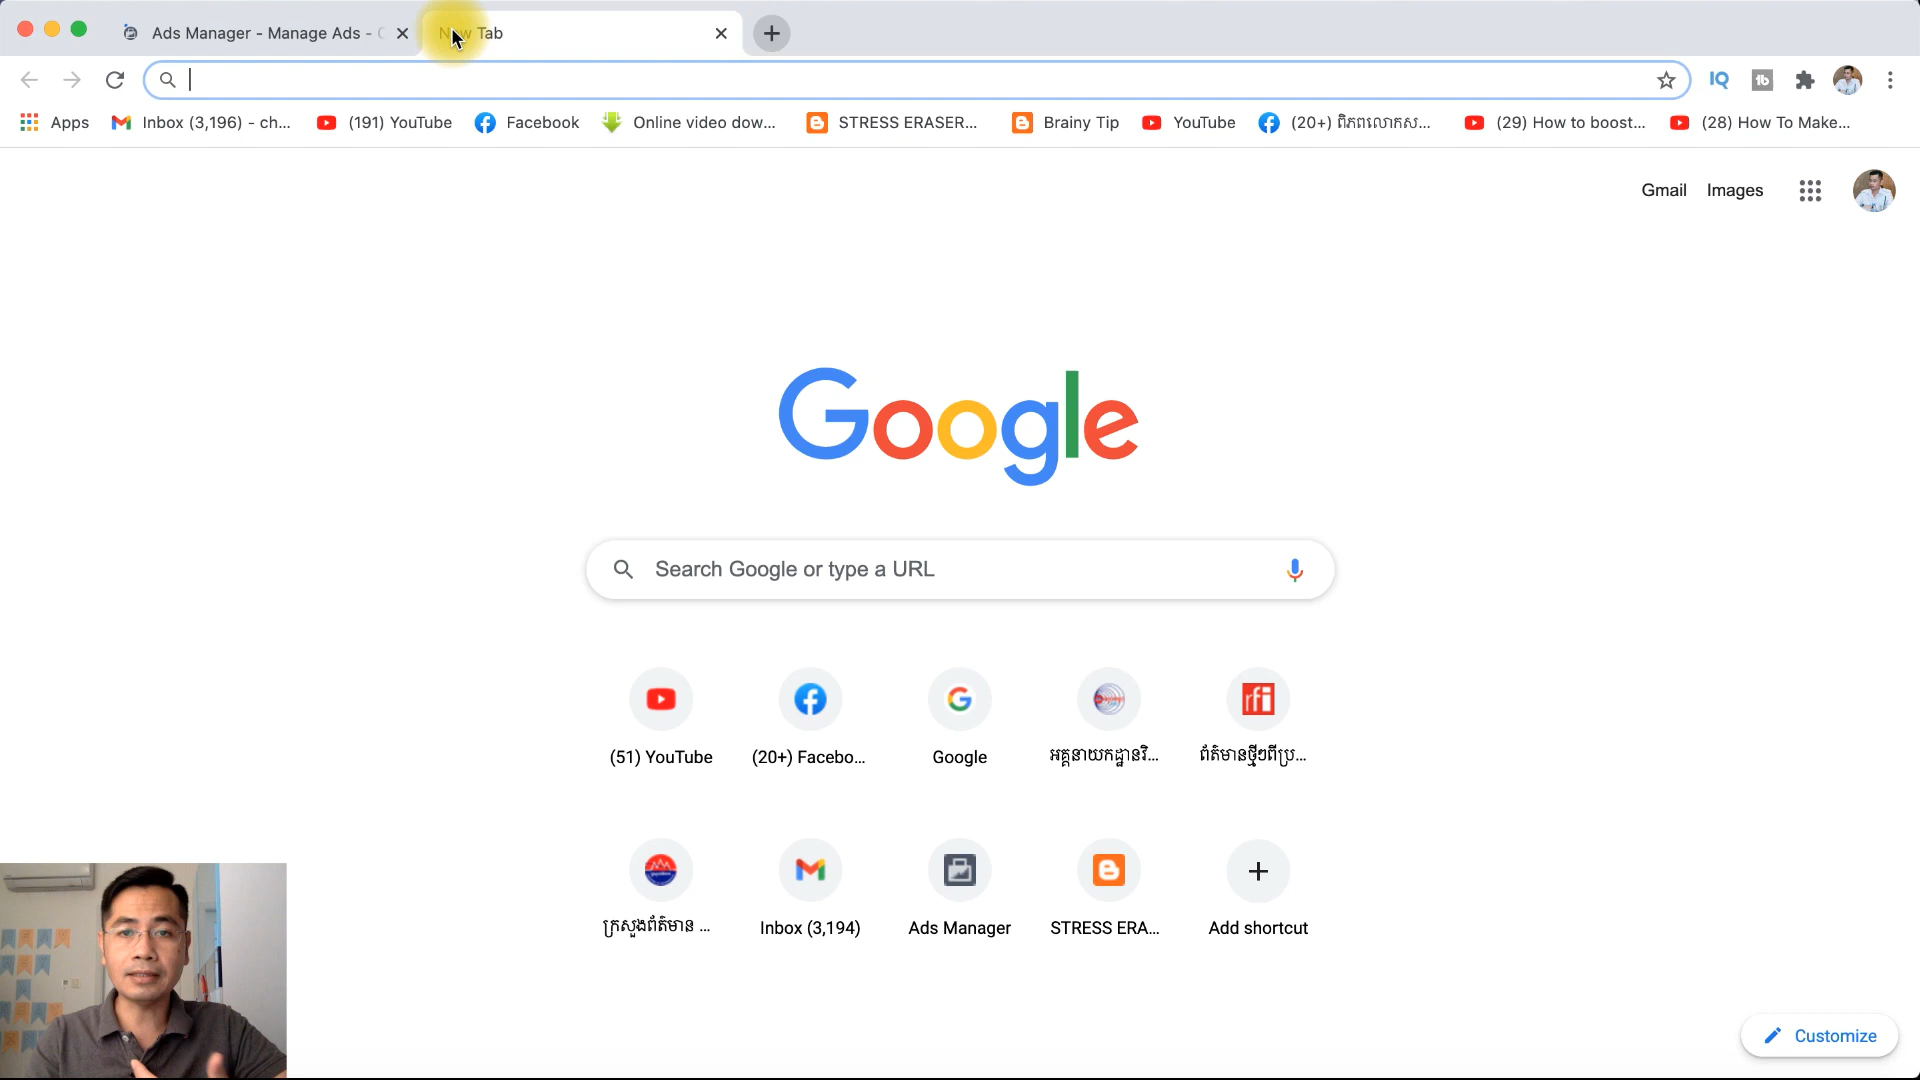 Ads Manager - Manage Ads -
New Tab
Apps
Inbox (3,196) - ch...
(191) YouTube
Facebook
Online video dow...
STRESS ERASER...
Brainy Tip
YouTube
(20+) ពិភពលោកស...
(29) How to boost...
(28) How To Make...
Gmail
Images
Google
Search Google or type a URL
(51) YouTube
(20+) Facebo...
Google
អគ្គនាយកដ្ឋានវិ...
ព័ត៌មានថ្មីៗពីប្រ...
ក្រសួងព័ត៌មាន ...
Inbox (3,194)
Ads Manager
STRESS ERA...
Add shortcut
Customize